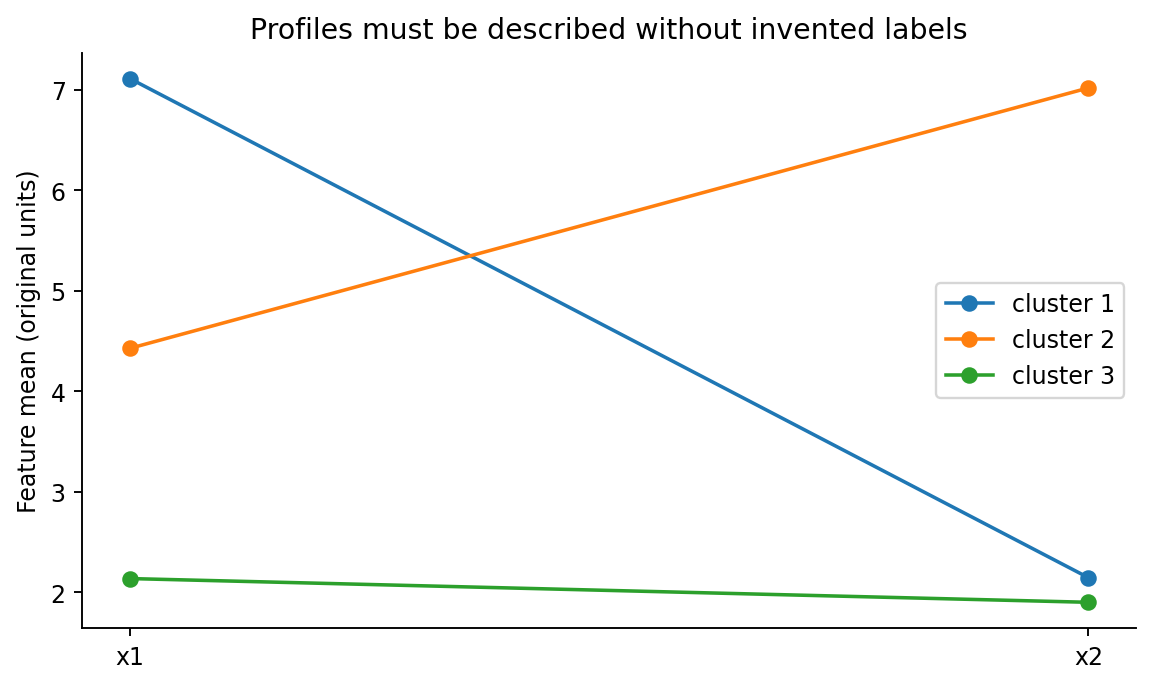 Profiles must be described without invented labels
Feature mean (original units)
7
6
5
4
3
2
cluster 1
cluster 2
cluster 3
x1
x2